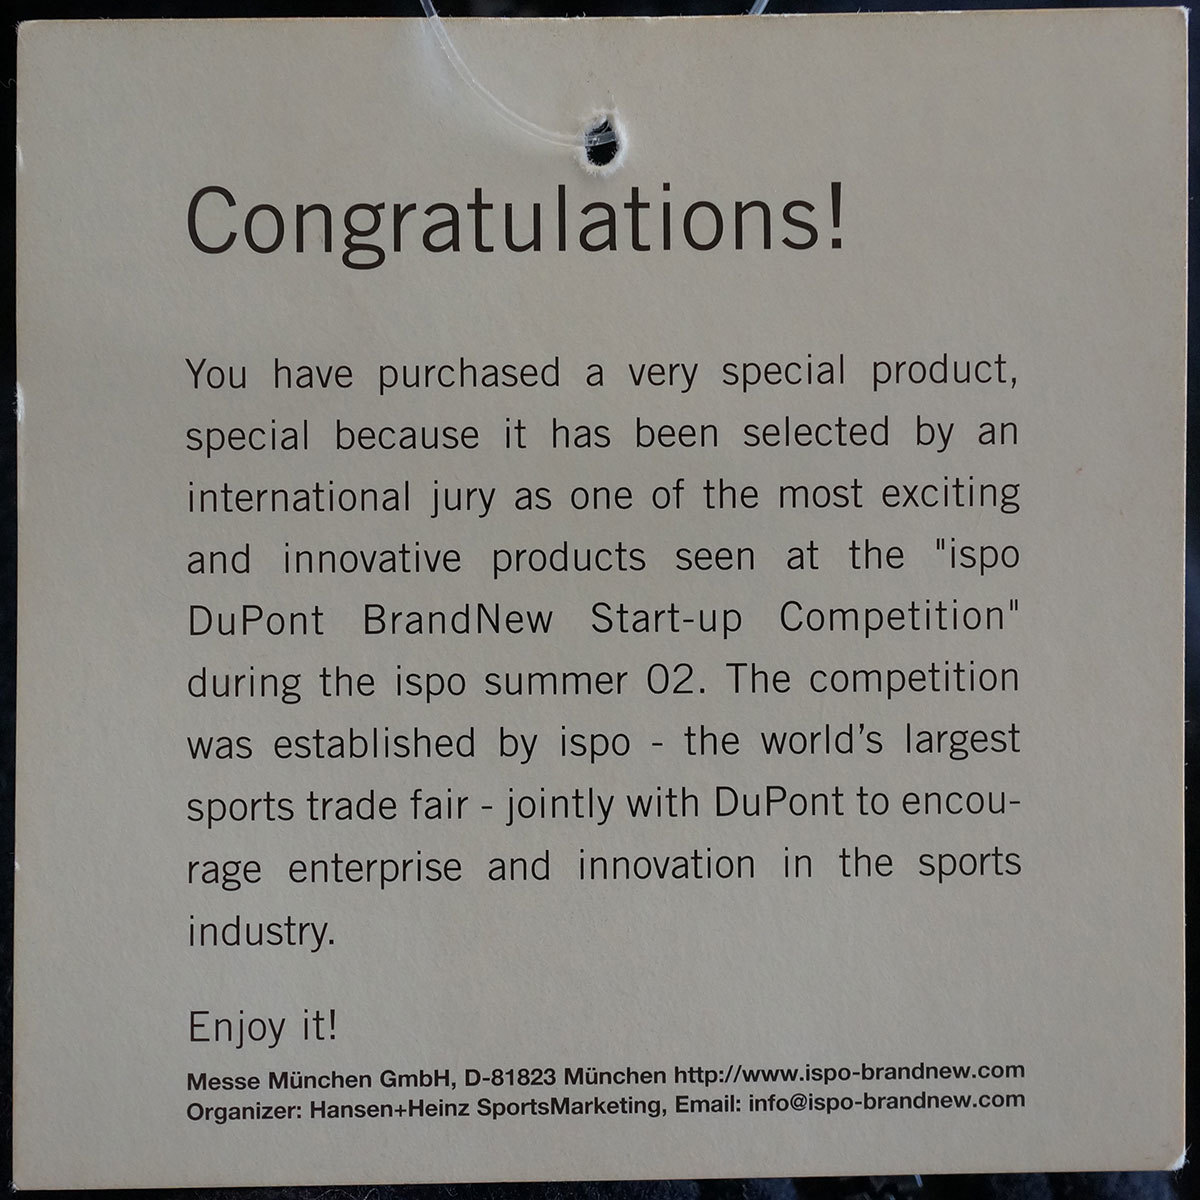 Congratulations!
You have purchased a very special product,
special because it has been selected by an
international jury as one of the most exciting
and innovative products seen at the "ispo
DuPont BrandNew Start-up Competition"
during the ispo summer 02. The competition
was established by ispo - the world’s largest
sports trade fair - jointly with DuPont to encou-
rage enterprise and innovation in the sports
industry.
Enjoy it!
Messe München GmbH, D-81823 München http://www.ispo-brandnew.com
Organizer: Hansen+Heinz SportsMarketing, Email: info@ispo-brandnew.com